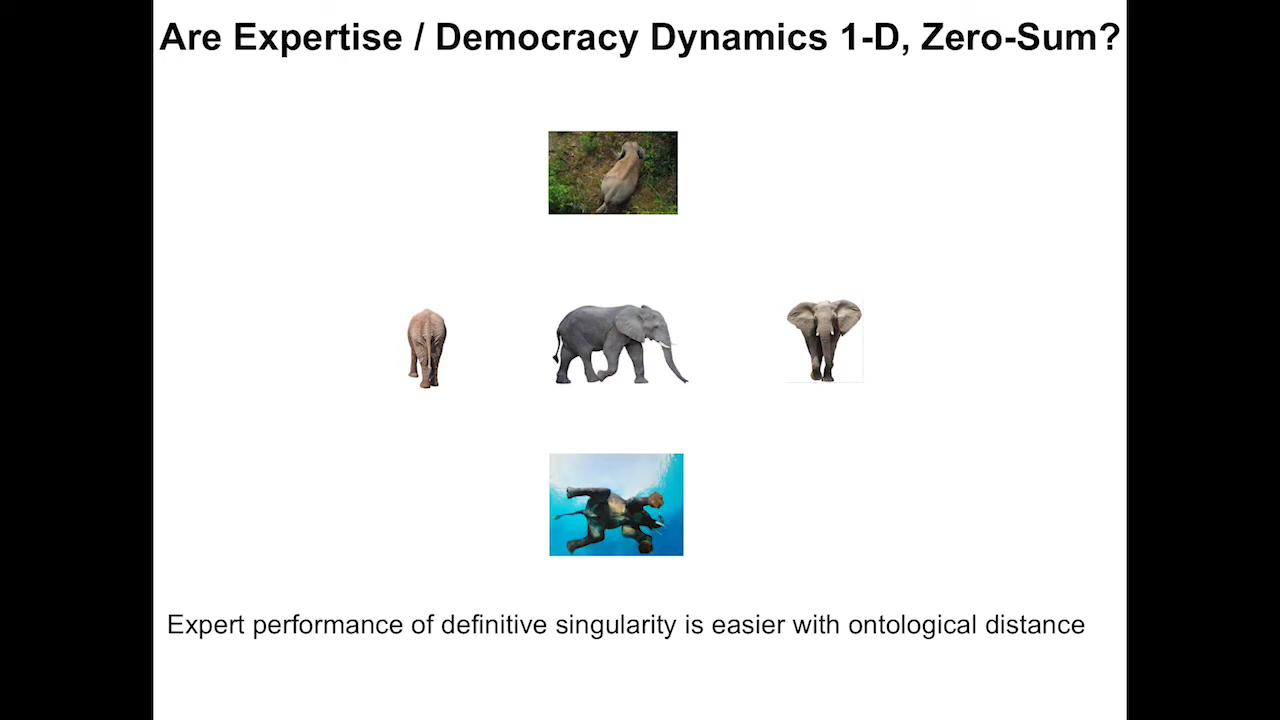 Are Expertise / Democracy Dynamics 1-D, Zero-Sum?
Expert performance of definitive singularity is easier with ontological distance